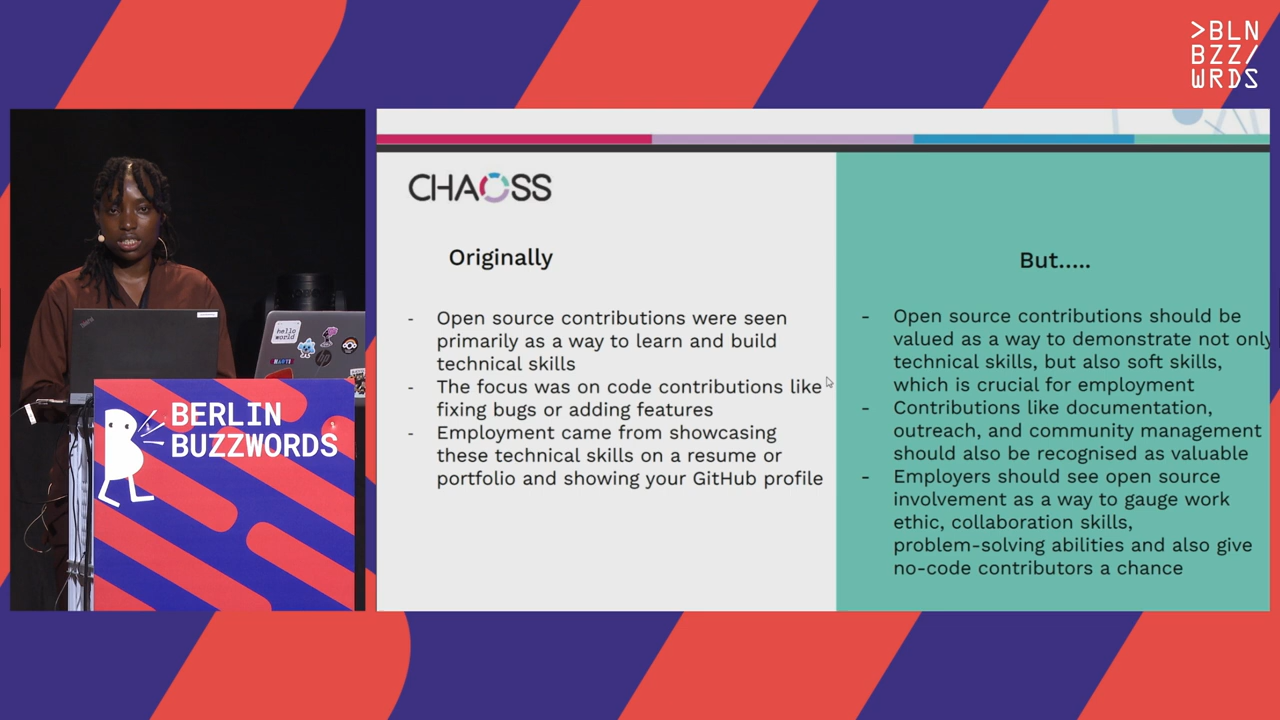 >BLN
BZZ/
WRDS
CHAOSS
Originally
- Open source contributions were seen
primarily as a way to learn and build
technical skills
- The focus was on code contributions like
fixing bugs or adding features
- Employment came from showcasing
these technical skills on a resume or
portfolio and showing your GitHub profile
But.....
- Open source contributions should be
valued as a way to demonstrate not only
technical skills, but also soft skills,
which is crucial for employment
- Contributions like documentation,
outreach, and community management
should also be recognised as valuable
- Employers should see open source
involvement as a way to gauge work
ethic, collaboration skills,
problem-solving abilities and also give
no-code contributors a chance
hello
world
hp
BERLIN
BUZZWORDS